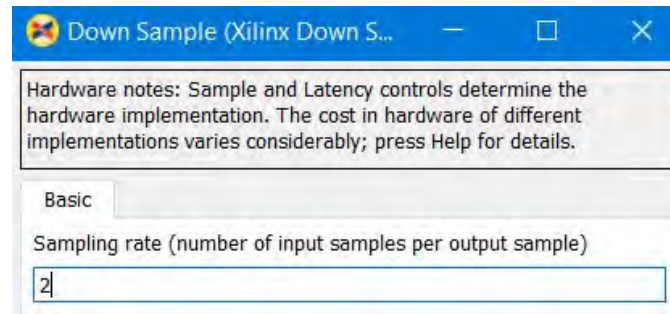 Down Sample (Xilinx Down S...
Hardware notes: Sample and Latency controls determine the
hardware implementation. The cost in hardware of different
implementations varies considerably; press Help for details.
Basic
Sampling rate (number of input samples per output sample)
2